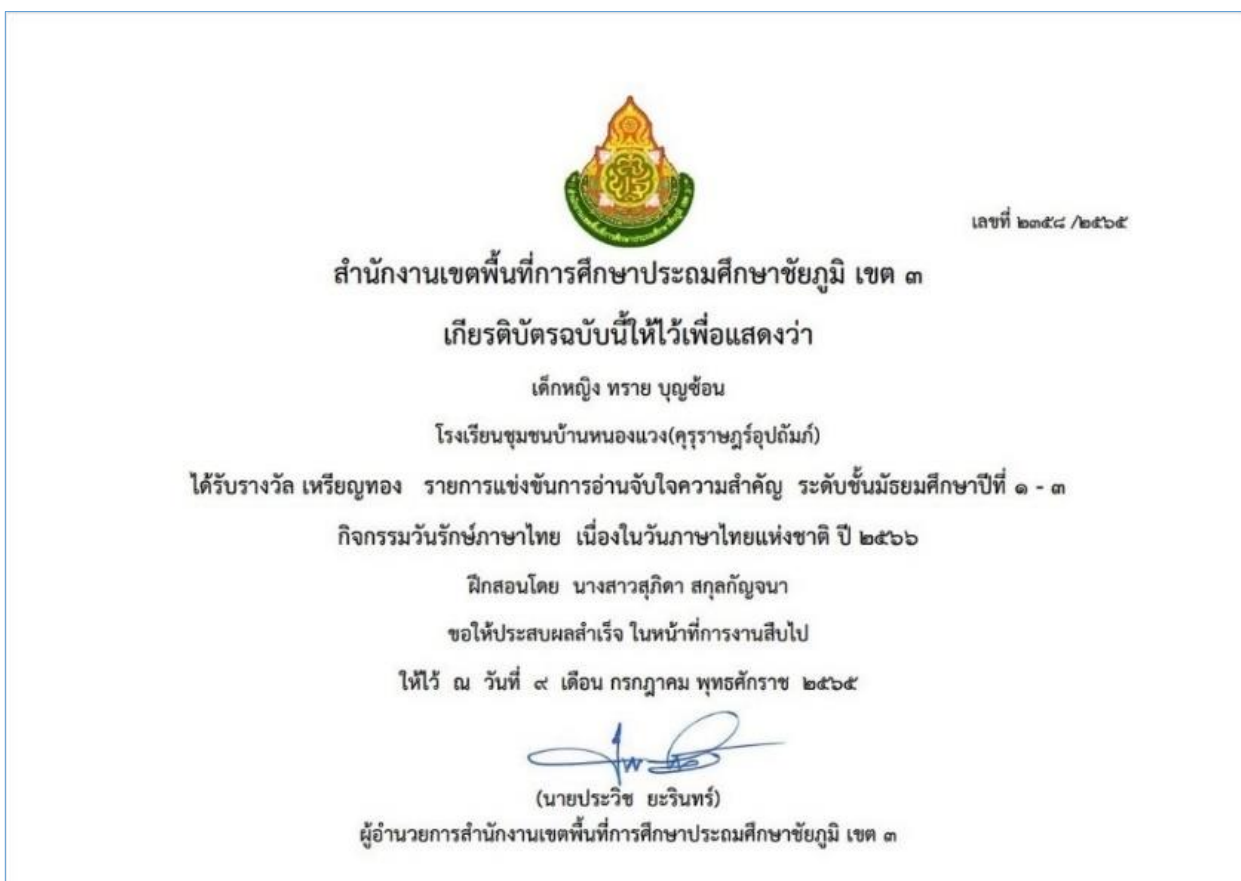 เลขที่ ๒๓๕๘ /๒๕๖๕
สำนักงานเขตพื้นที่การศึกษาประถมศึกษาชัยภูมิ เขต ๓
เกียรติบัตรฉบับนี้ให้ไว้เพื่อแสดงว่า
เด็กหญิง ทราย บุญซ้อน
โรงเรียนชุมชนบ้านหนองแวง(คุรุราษฎร์อุปถัมภ์)
ได้รับรางวัล เหรียญทอง รายการแข่งขันการอ่านจับใจความสำคัญ ระดับชั้นมัธยมศึกษาปีที่ ๑ - ๓
กิจกรรมวันรักษ์ภาษาไทย เนื่องในวันภาษาไทยแห่งชาติ ปี ๒๕๖๖
ฝึกสอนโดย นางสาวสุภิดา สกุลกัญจนา
ขอให้ประสบผลสำเร็จ ในหน้าที่การงานสืบไป
ให้ไว้ ณ วันที่ ๙ เดือน กรกฎาคม พุทธศักราช ๒๕๖๕
(นายประวิช ยะรินทร์)
ผู้อำนวยการสำนักงานเขตพื้นที่การศึกษาประถมศึกษาชัยภูมิ เขต ๓